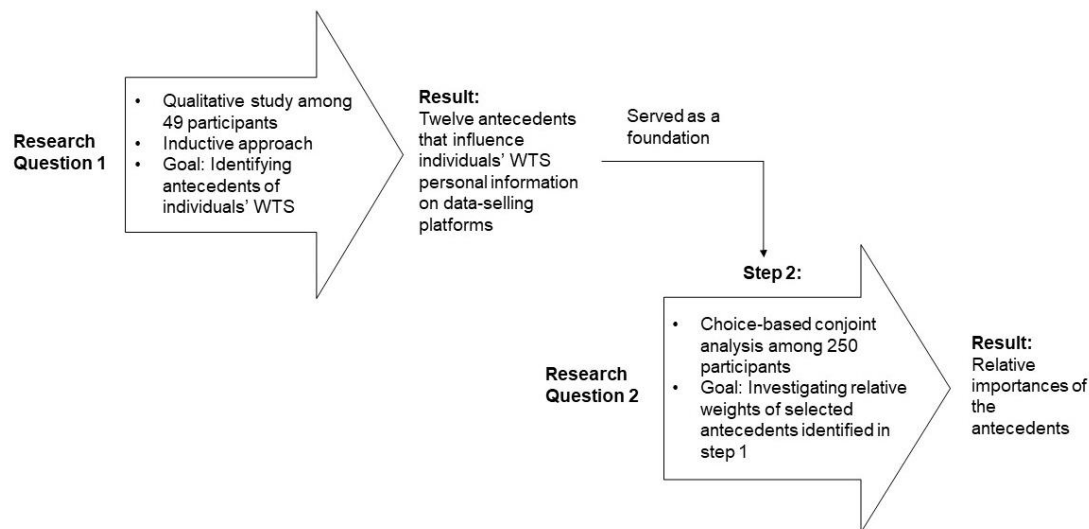 Research
Question 1
• Qualitative study among
49 participants
• Inductive approach
• Goal: Identifying
antecedents of
individuals’ WTS
Result:
Twelve antecedents
that influence
individuals’ WTS
personal information
on data-selling
platforms
Served as a
foundation
Step 2:
Research
Question 2
• Choice-based conjoint
analysis among 250
participants
• Goal: Investigating relative
weights of selected
antecedents identified in
step 1
Result:
Relative
importances of
the
antecedents